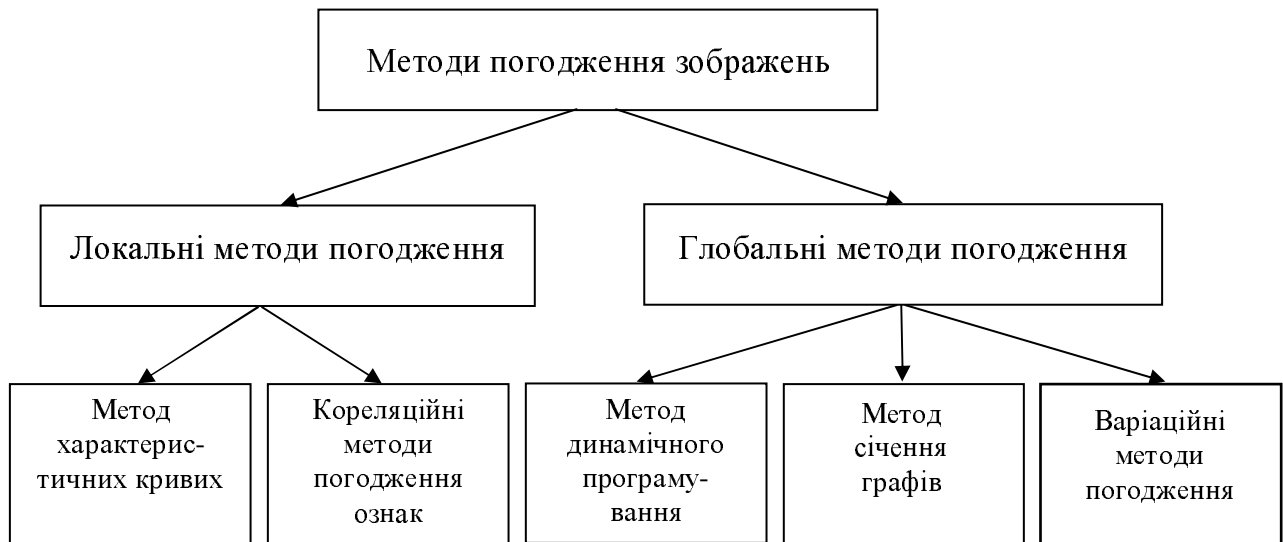 Методи погодження зображень
Локальні методи погодження
Глобальні методи погодження
Метод
характерис-
тичних кривих
Кореляційні
методи
погодження
ознак
Метод
динамічного
програму-
вання
Метод
січення
графів
Варіаційні
методи
погодження